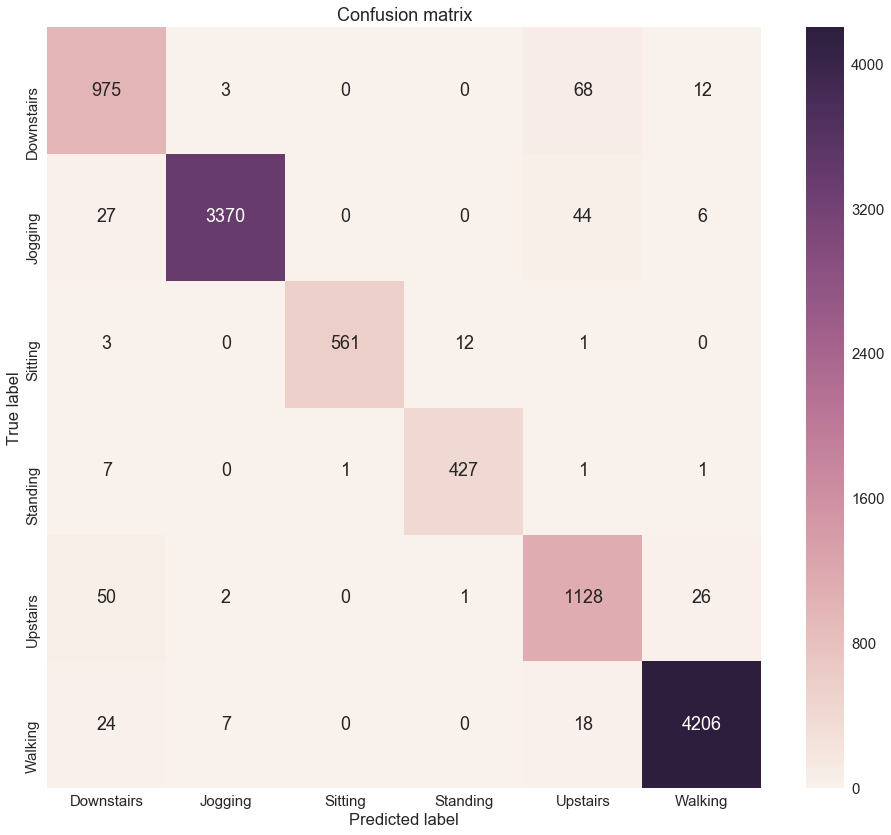 Confusion matrix
True label
Downstairs 975 3 0 0 68 12
Jogging 27 3370 0 0 44 6
Sitting 3 0 561 12 1 0
Standing 7 0 1 427 1 1
Upstairs 50 2 0 1 1128 26
Walking 24 7 0 0 18 4206
Downstairs Jogging Sitting Standing Upstairs Walking
Predicted label
4000
3200
2400
1600
800
0